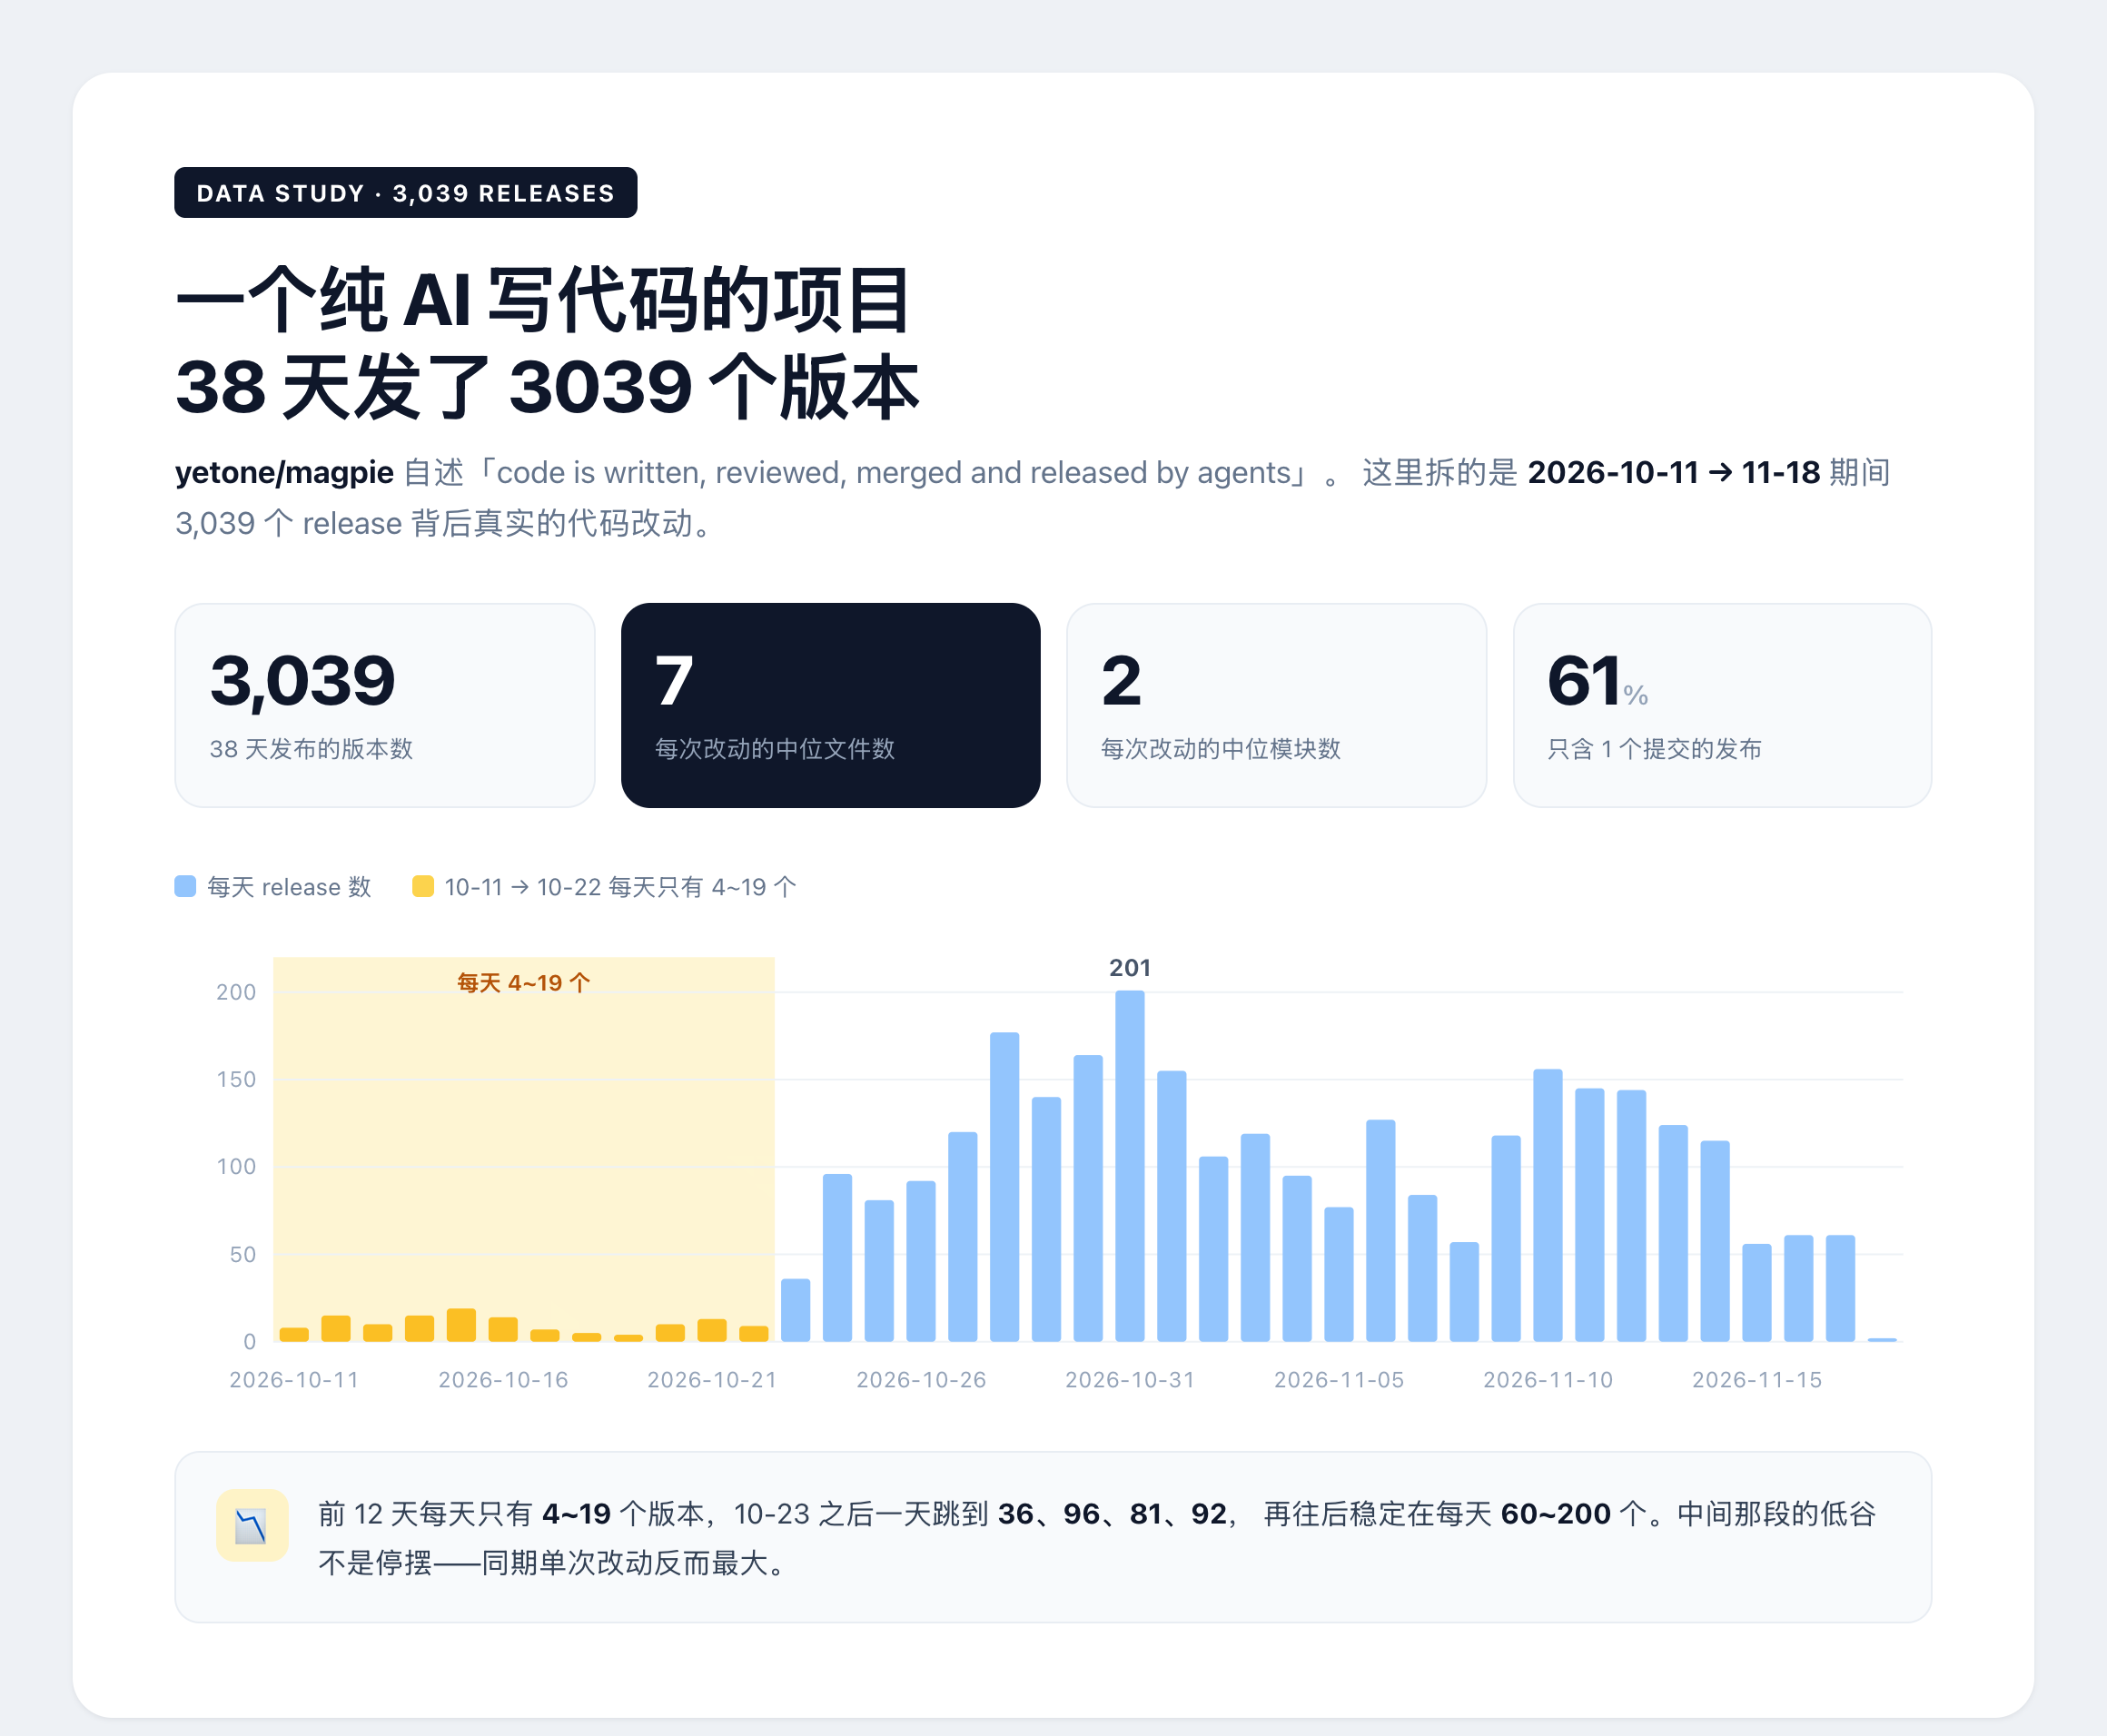 DATA STUDY · 3,039 RELEASES
一个纯 AI 写代码的项目
38 天发了 3039 个版本
yetone/magpie 自述「code is written, reviewed, merged and released by agents」。 这里拆的是 2026-10-11 → 11-18 期间
3,039 个 release 背后真实的代码改动。
3,039
38 天发布的版本数
7
每次改动的中位文件数
2
每次改动的中位模块数
61%
只含 1 个提交的发布
每天 release 数
10-11 → 10-22 每天只有 4~19 个
每天 4~19 个
201
200
150
100
50
0
2026-10-11
2026-10-16
2026-10-21
2026-10-26
2026-10-31
2026-11-05
2026-11-10
2026-11-15
前 12 天每天只有 4~19 个版本，10-23 之后一天跳到 36、96、81、92， 再往后稳定在每天 60~200 个。中间那段的低谷
不是停摆——同期单次改动反而最大。